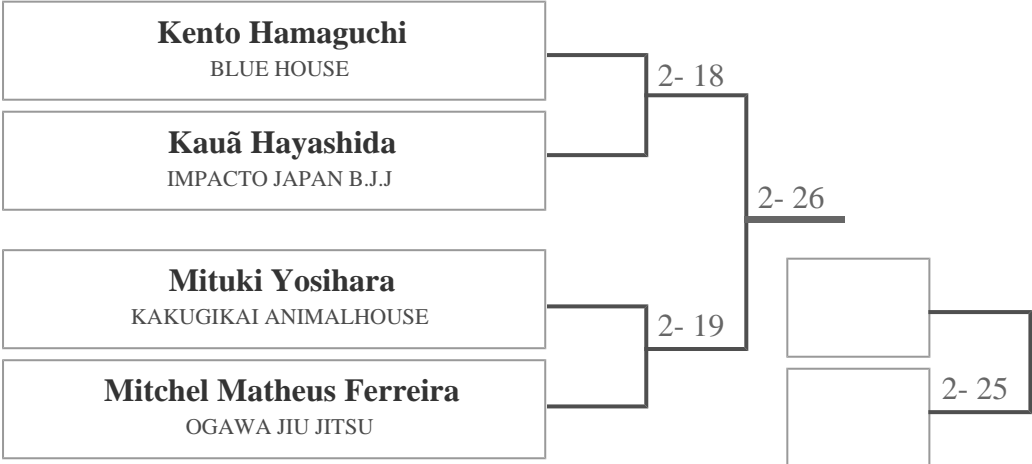 Kento Hamaguchi
BLUE HOUSE
2- 18
Kauã Hayashida
IMPACTO JAPAN B.J.J
2- 26
Mituki Yosihara
KAKUGIKAI ANIMALHOUSE
2- 19
Mitchel Matheus Ferreira
OGAWA JIU JITSU
2- 25